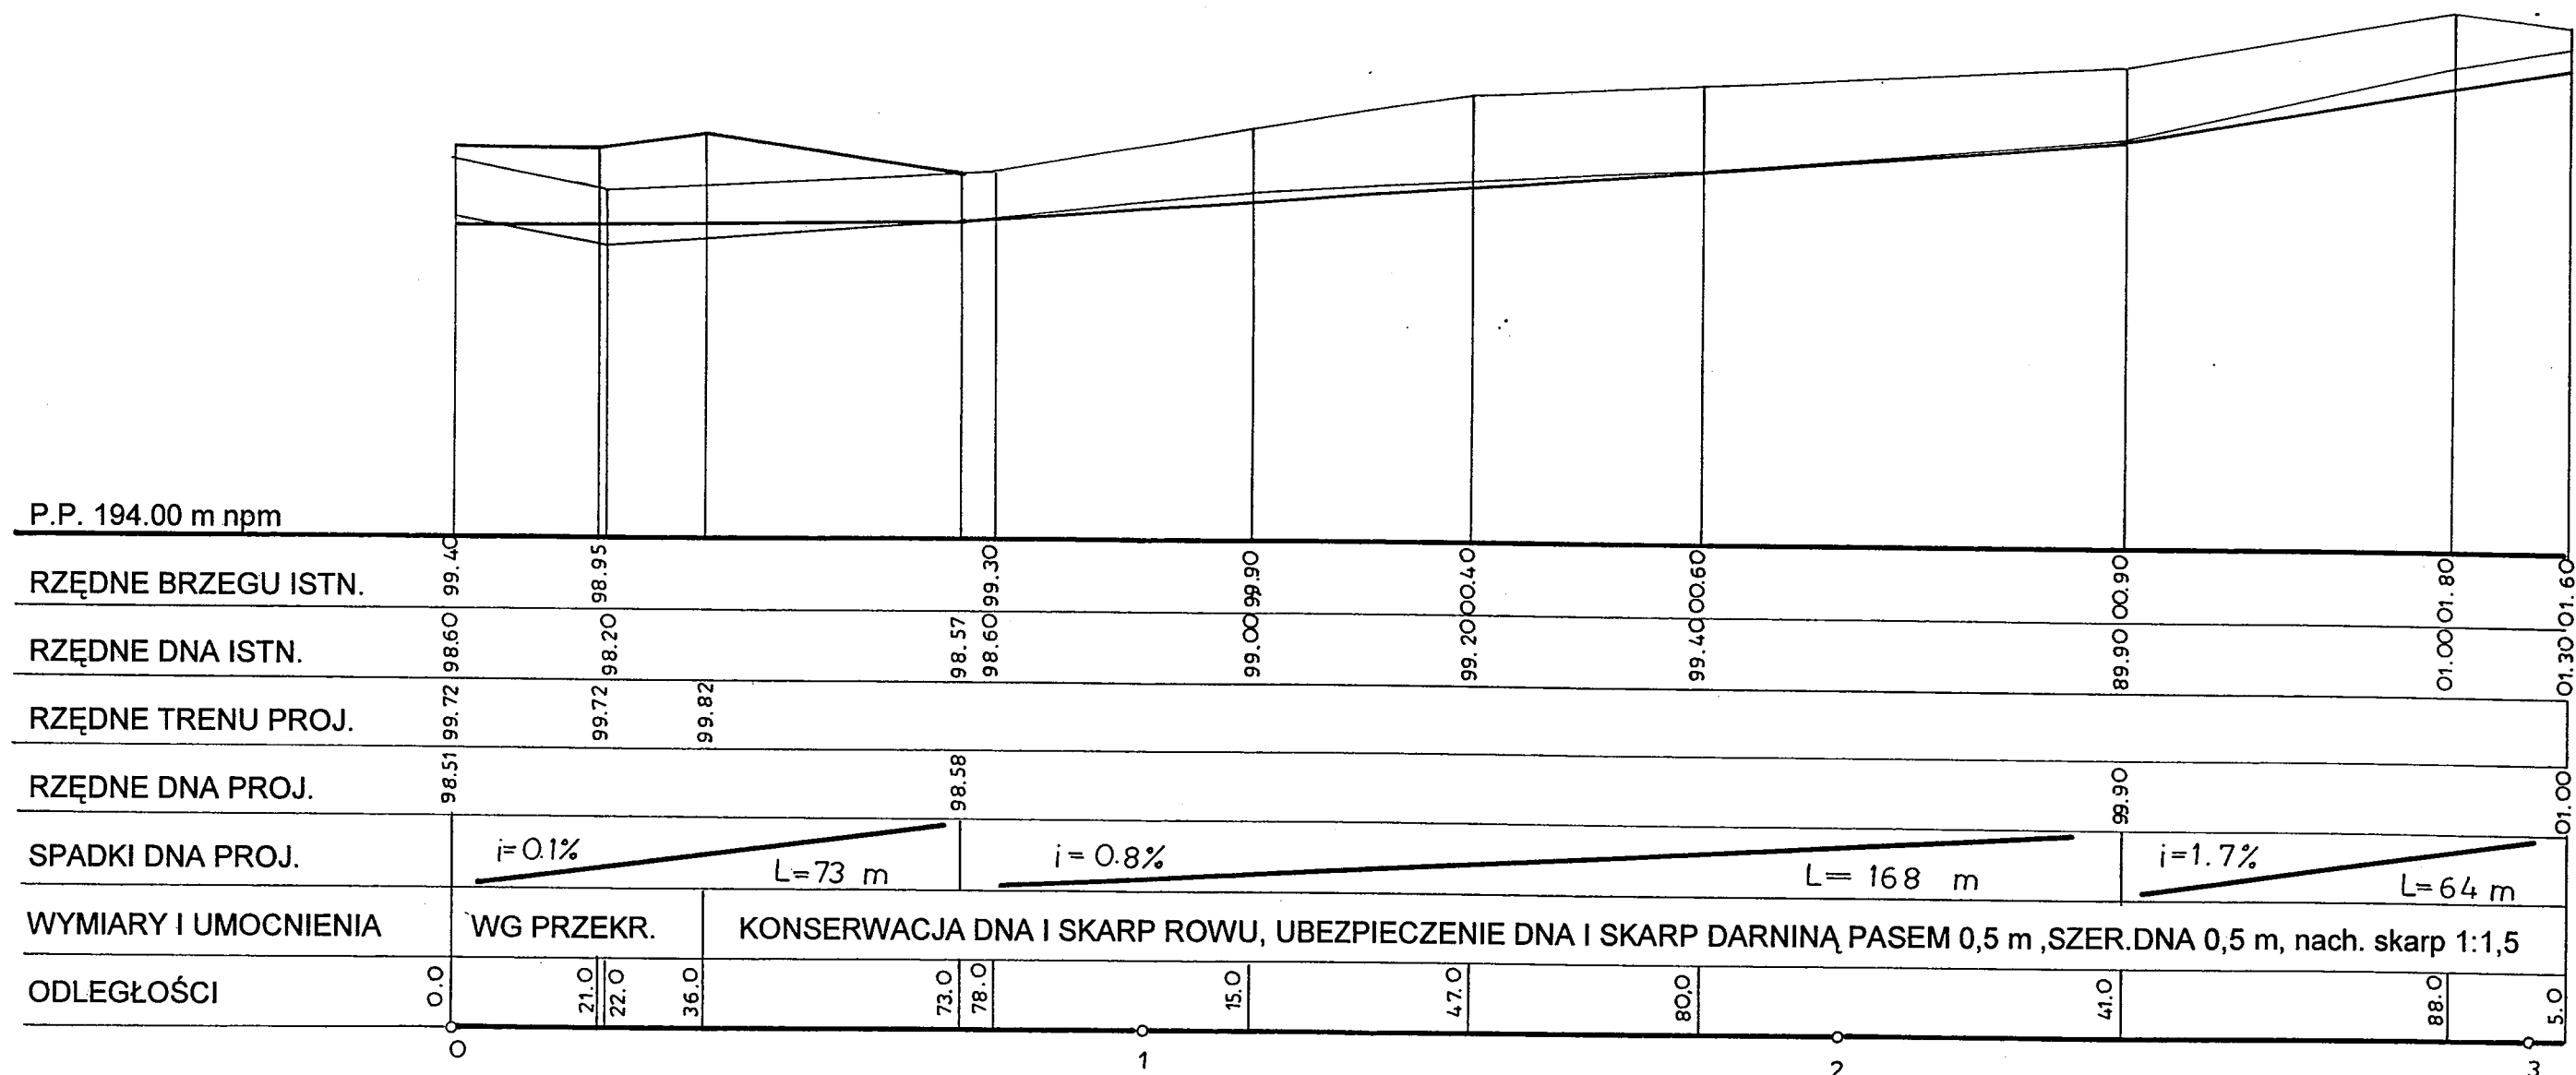 P.P. 194.00 m npm
RZĘDNE BRZEGU ISTN. 99.40 98.95 99.30 99.90 00.40 00.60 00.90 01.80 01.60
RZĘDNE DNA ISTN. 98.60 98.20 98.57 98.60 99.00 99.20 99.40 89.90 01.00 01.30
RZĘDNE TRENU PROJ. 99.72 99.72 99.82
RZĘDNE DNA PROJ. 98.51 98.58 99.90 01.00
SPADKI DNA PROJ. i=0.1% L=73 m i=0.8% L=168 m i=1.7% L=64 m
WYMIARY I UMOCNIENIA WG PRZEKR. KONSERWACJA DNA I SKARP ROWU, UBEZPIECZENIE DNA I SKARP DARNINĄ PASEM 0,5 m ,SZER.DNA 0,5 m, nach. skarp 1:1,5
ODLEGŁOŚCI 0.0 21.0 22.0 36.0 73.0 78.0 15.0 47.0 80,0 41.0 88.0 5.0
0 1 2 3